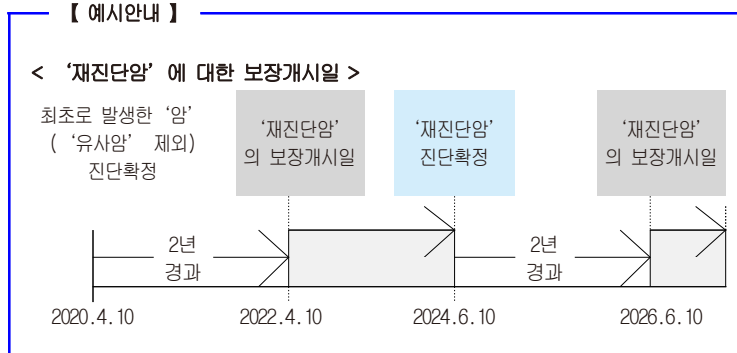 【 예시안내 】
< ‘재진단암’에 대한 보장개시일 >
최초로 발생한 ‘암’
( ‘유사암’ 제외)
진단확정
‘재진단암’
의 보장개시일
‘재진단암’
진단확정
‘재진단암’
의 보장개시일
2년
경과
2년
경과
2020.4.10
2022.4.10
2024.6.10
2026.6.10